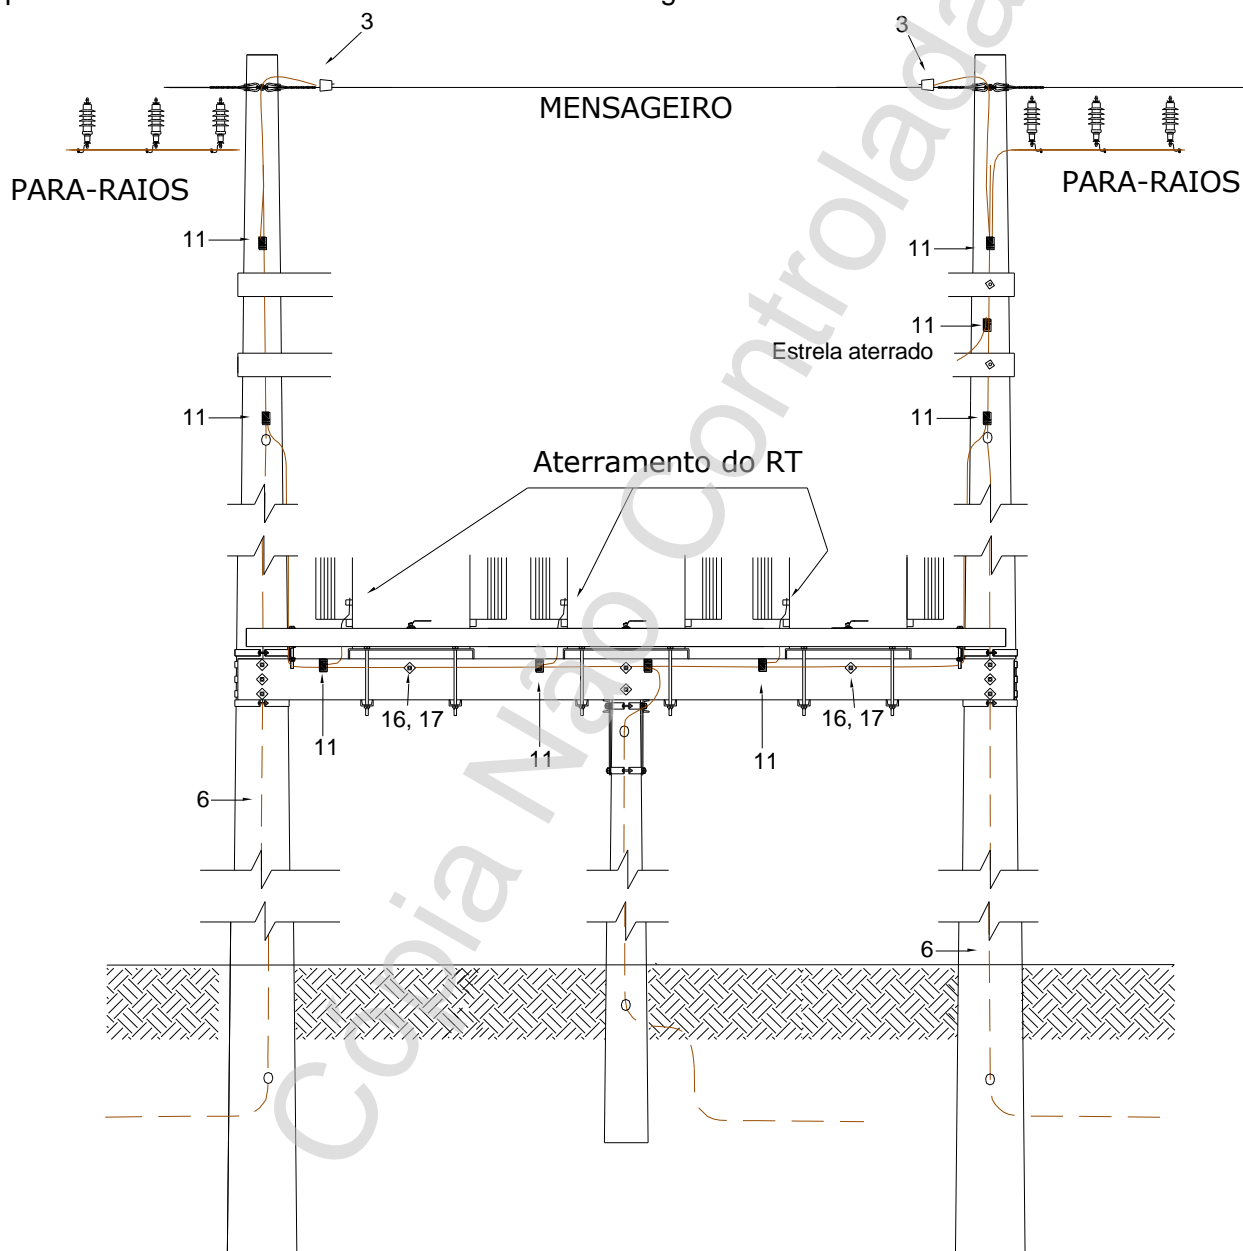 3
3
MENSAGEIRO
PARA-RAIOS
PARA-RAIOS
11
11
11
Estrela aterrado
11
11
Aterramento do RT
16, 17
16, 17
11
11
11
6
6
Cópia Não Controlada